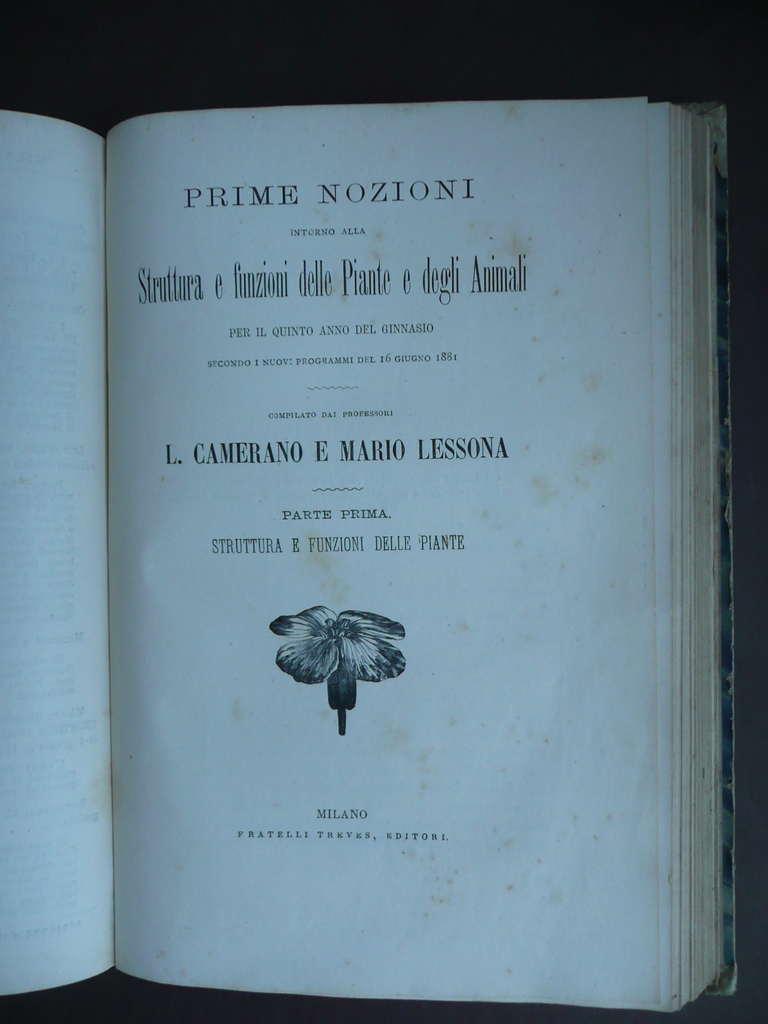 PRIME NOZIONI
INTORNO ALLA
Struttura e funzioni delle Piante e degli Animali
PER IL QUINTO ANNO DEL GINNASIO
SECONDO I NUOVI PROGRAMMI DEL 16 GIUGNO 1881
COMPILATO DAI PROFESSORI
L. CAMERANO E MARIO LESSONA
PARTE PRIMA.
STRUTTURA E FUNZIONI DELLE PIANTE
MILANO
FRATELLI TREVES, EDITORI.